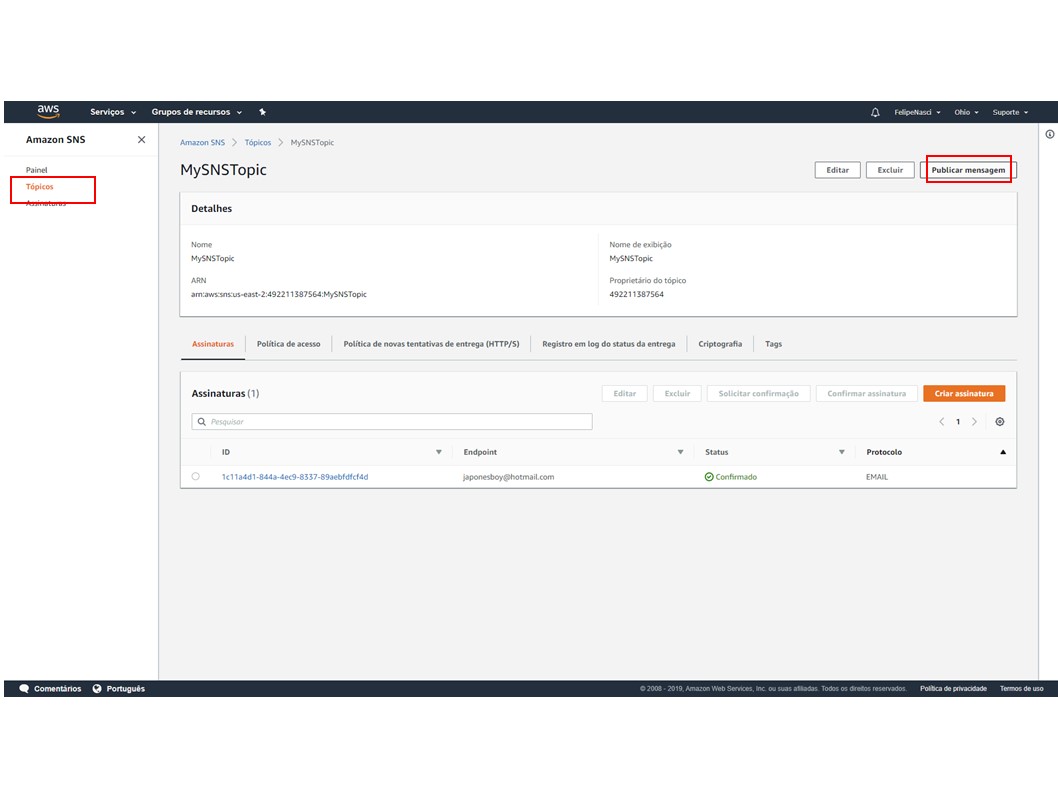 aws Serviços Grupos de recursos FelipeNasci Ohio Suporte
Amazon SNS
Painel
Tópicos
Assinaturas
Amazon SNS > Tópicos > MySNSTopic
MySNSTopic
Editar Excluir Publicar mensagem
Detalhes
Nome
MySNSTopic
ARN
arn:aws:sns:us-east-2:492211387564:MySNSTopic
Nome de exibição
MySNSTopic
Proprietário do tópico
492211387564
Assinaturas Política de acesso Política de novas tentativas de entrega (HTTP/S) Registro em log do status da entrega Criptografia Tags
Assinaturas (1)
Editar Excluir Solicitar confirmação Confirmar assinatura Criar assinatura
Pesquisar
1
ID Endpoint Status Protocolo
1c11a4d1-844a-4ec9-8337-89aebfdfcf4d japonesboy@hotmail.com Confirmado EMAIL
Comentários Português © 2008 - 2019, Amazon Web Services, Inc. ou suas afiliadas. Todos os direitos reservados. Política de privacidade Termos de uso